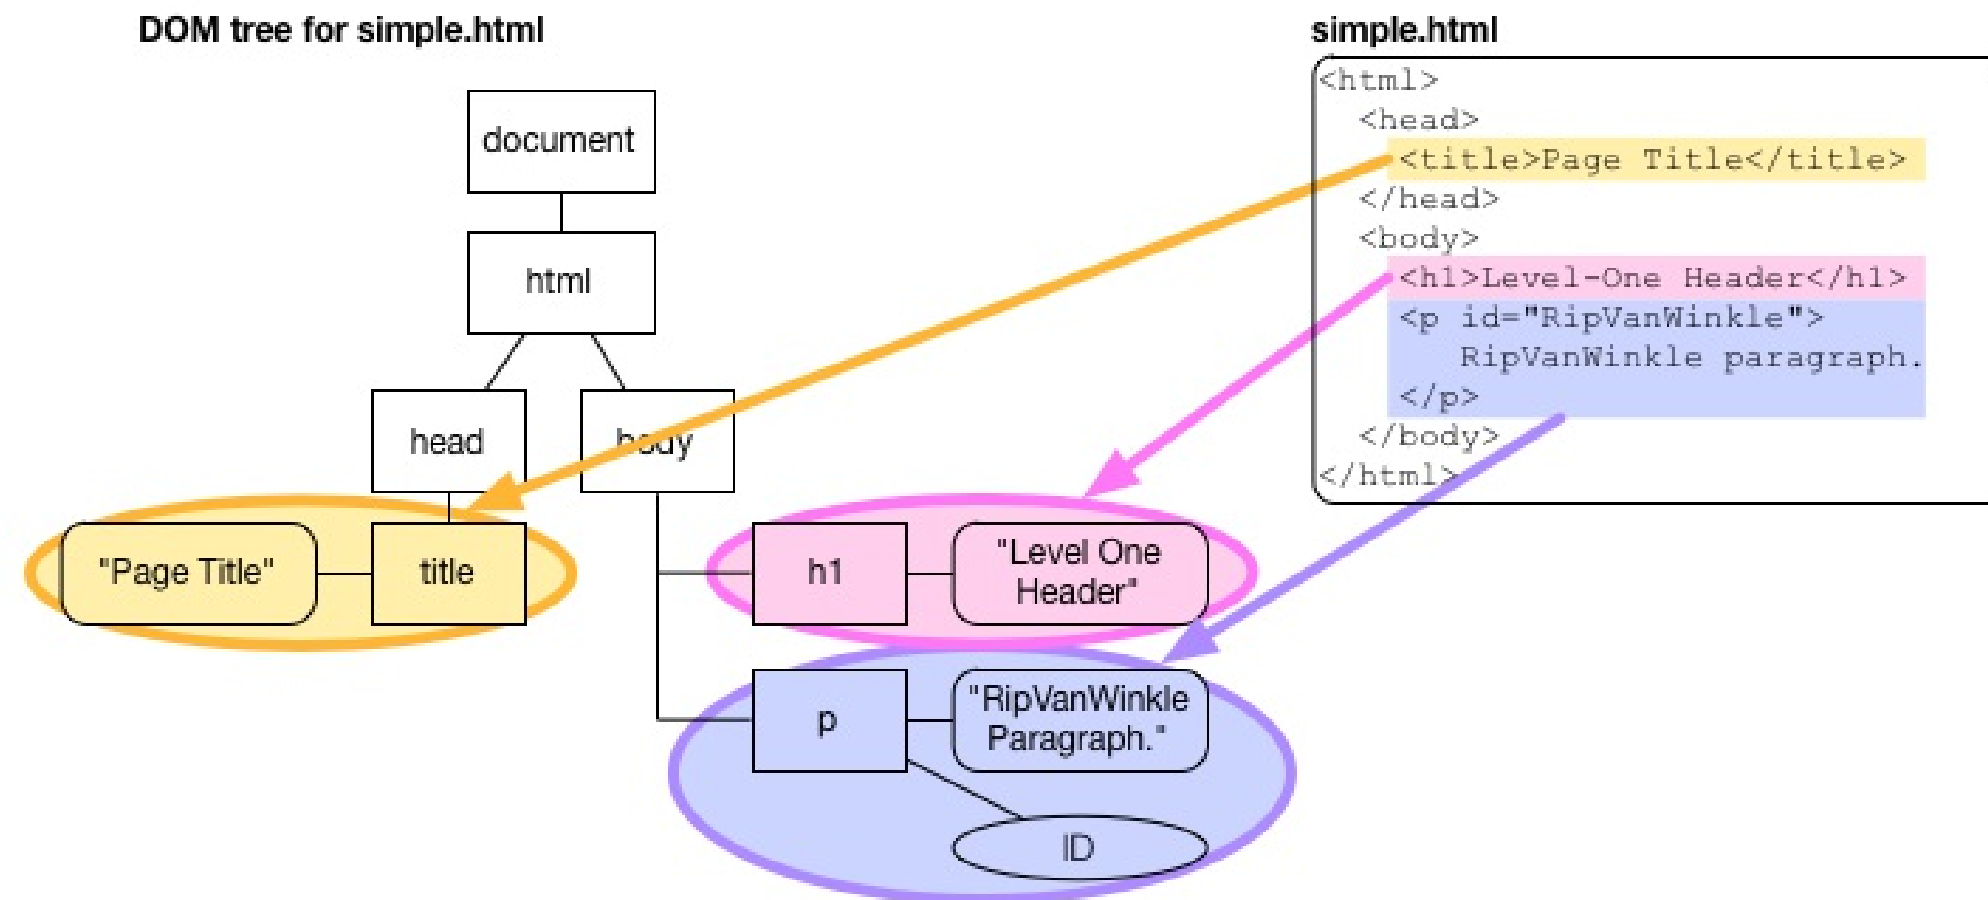 DOM tree for simple.html
document
html
head
body
"Page Title"
title
h1
"Level One
Header"
p
"RipVanWinkle
Paragraph."
ID
simple.html
<html>
<head>
<title>Page Title</title>
</head>
<body>
<h1>Level-One Header</h1>
<p id="RipVanWinkle">
RipVanWinkle paragraph.
</p>
</body>
</html>